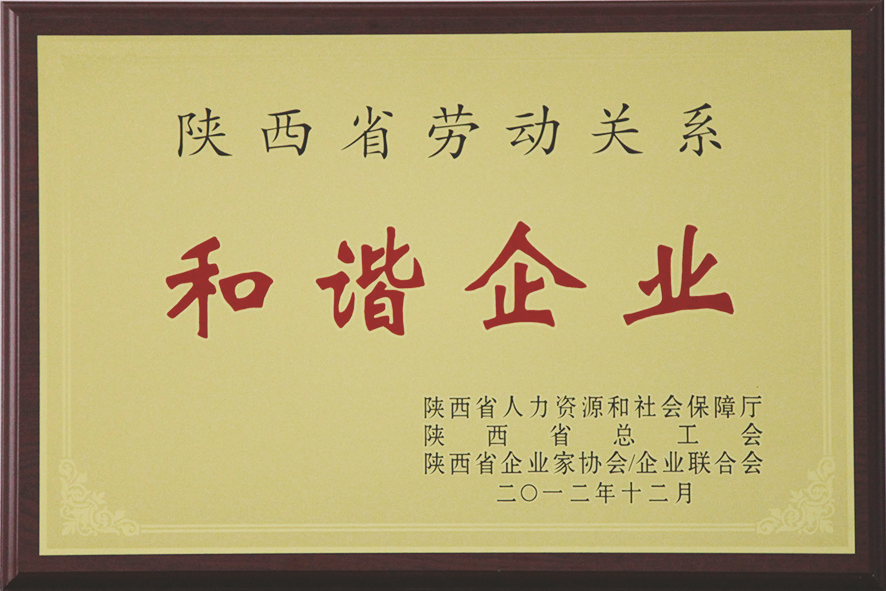 陕西省劳动关系
和谐企业
陕西省人力资源和社会保障厅
陕西省总工会
陕西省企业家协会/企业联合会
二〇一二年十二月